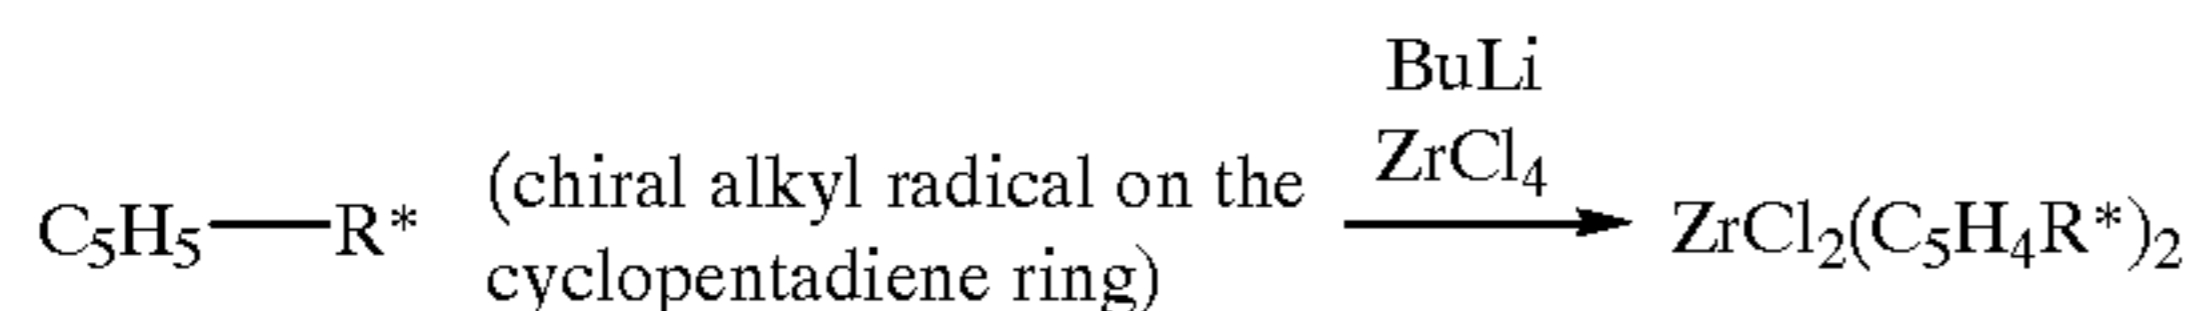 C₅H₅—R* (chiral alkyl radical on the
cyclopentadiene ring)
BuLi
ZrCl₄
ZrCl₂(C₅H₄R*)₂